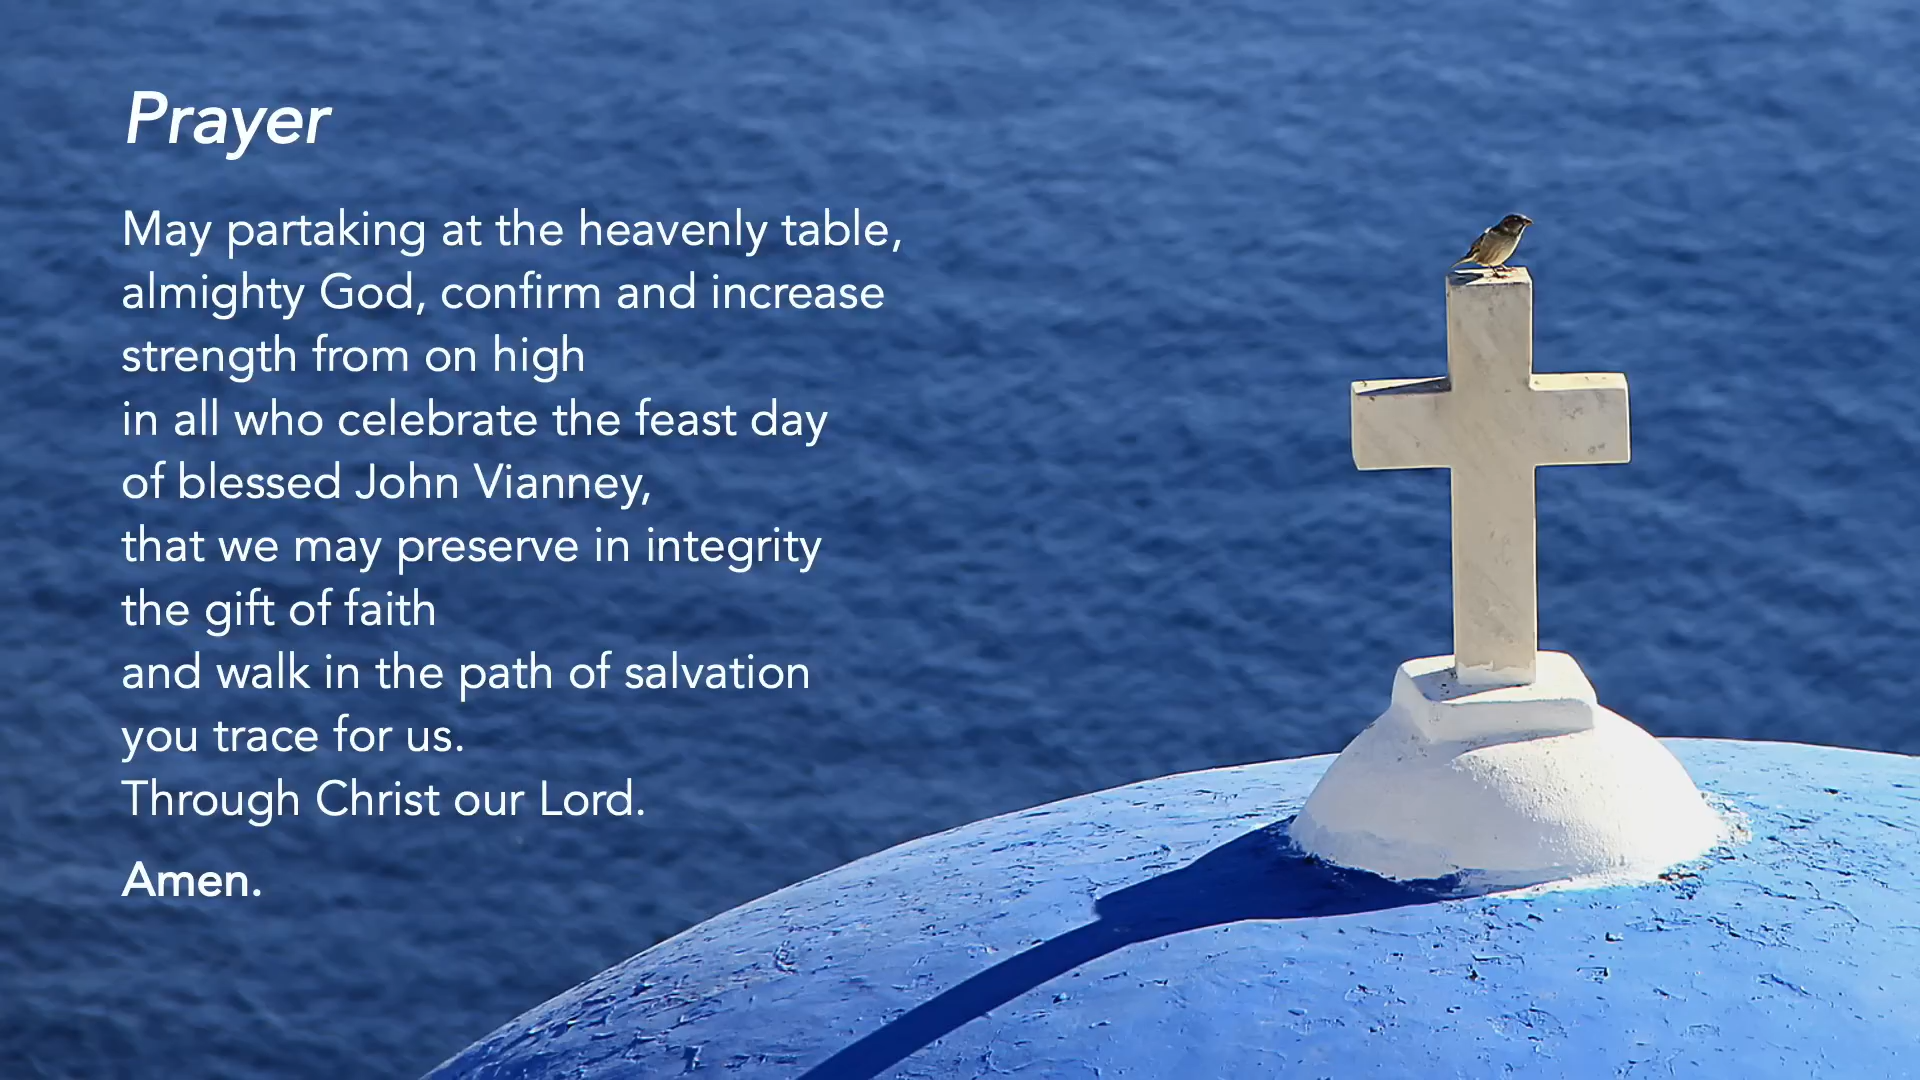 Prayer
May partaking at the heavenly table,
almighty God, confirm and increase
strength from on high
in all who celebrate the feast day
of blessed John Vianney,
that we may preserve in integrity
the gift of faith
and walk in the path of salvation
you trace for us.
Through Christ our Lord.
Amen.